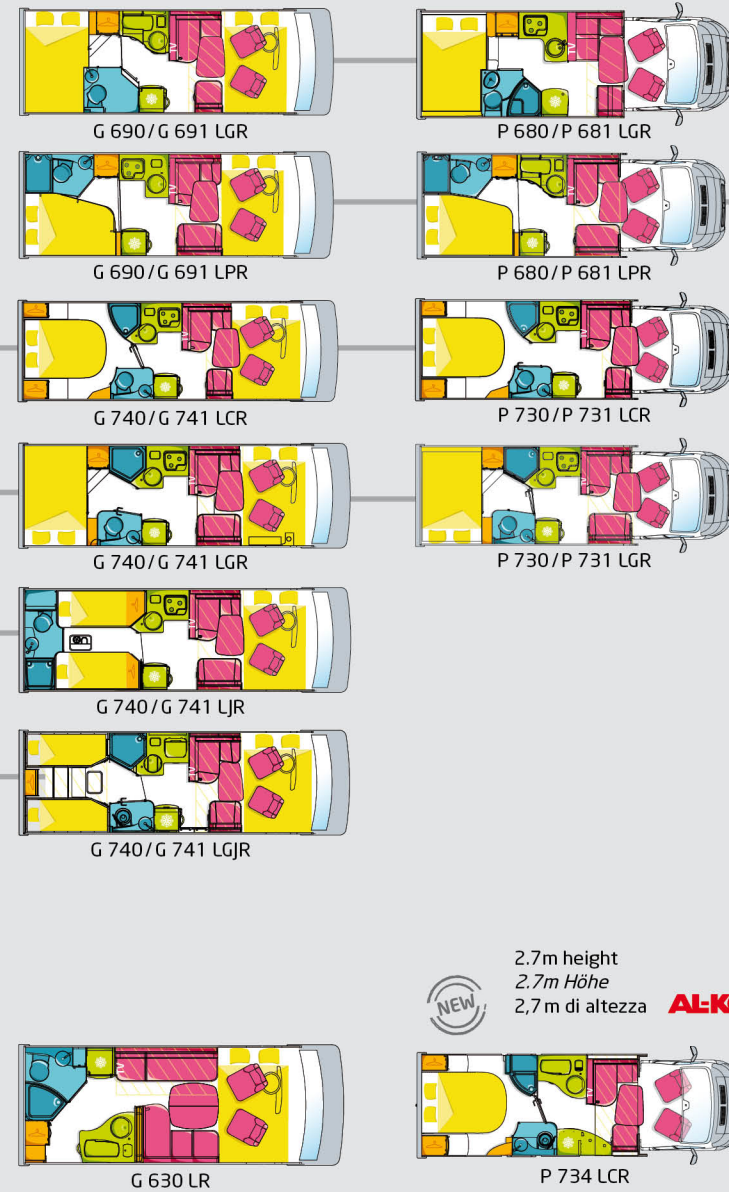 G 690/G 691 LGR
P 680/P 681 LGR
G 690/G 691 LPR
P 680/P 681 LPR
G 740/G 741 LCR
P 730/P 731 LCR
G 740/G 741 LGR
P 730/P 731 LGR
G 740/G 741 LJR
G 740/G 741 LGJR
2.7m height
2.7m Höhe
2,7m di altezza
NEW
G 630 LR
P 734 LCR